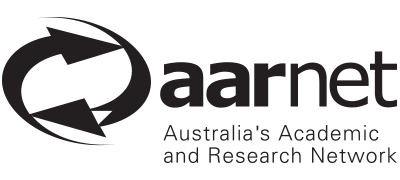 aarnet
Australia's Academic
and Research Network